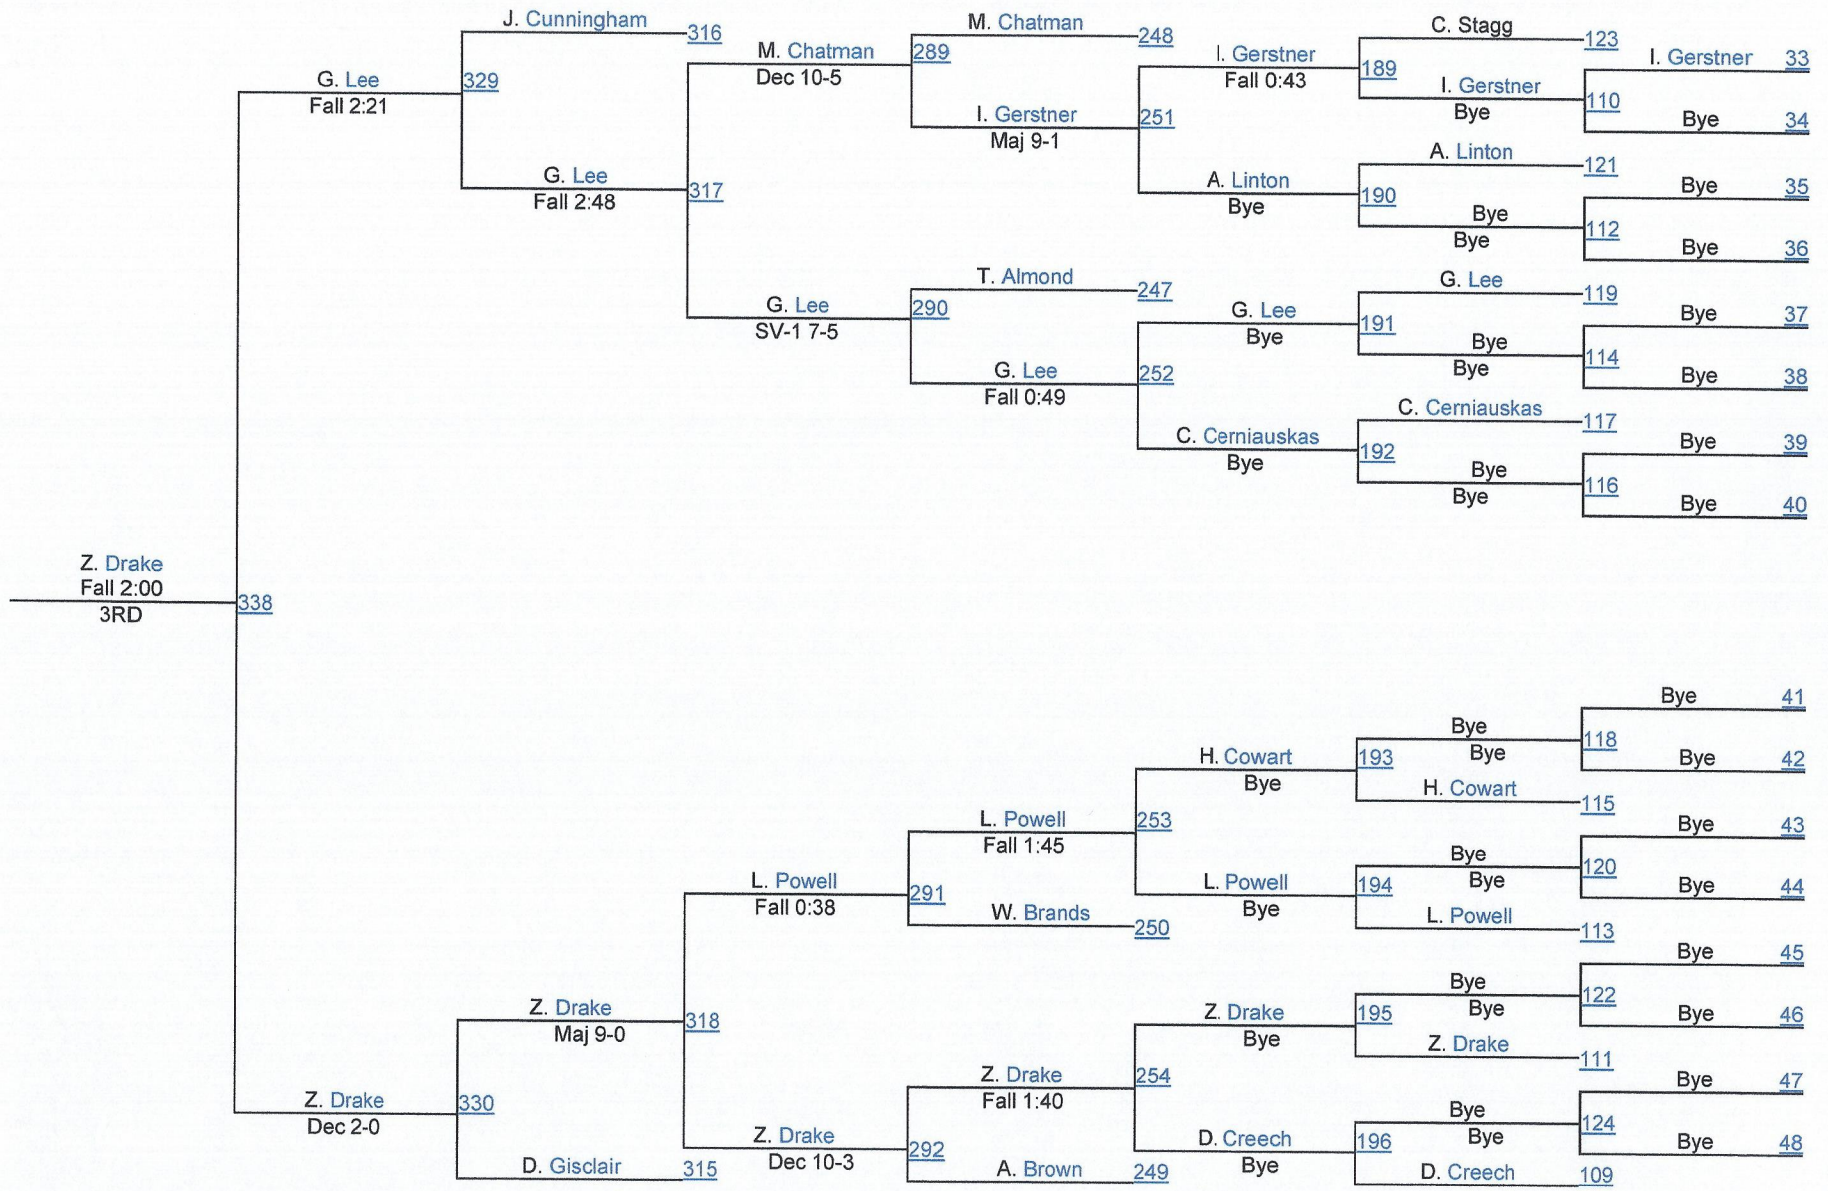 J. Cunningham
316
G. Lee
Fall 2:21
329
G. Lee
Fall 2:48
317
M. Chatman
Dec 10-5
289
M. Chatman
248
I. Gerstner
Maj 9-1
251
I. Gerstner
Fall 0:43
189
C. Stagg
123
I. Gerstner
Bye
110
I. Gerstner 33
Bye 34
A. Linton
Bye
190
A. Linton
121
Bye
Bye
112
Bye 35
Bye 36
G. Lee
SV-1 7-5
290
T. Almond
247
G. Lee
Fall 0:49
252
G. Lee
Bye
191
G. Lee
119
Bye
Bye
114
Bye 37
Bye 38
C. Cerniauskas
Bye
192
C. Cerniauskas
117
Bye
Bye
116
Bye 39
Bye 40
Z. Drake
Fall 2:00
3RD
338
Z. Drake
Dec 2-0
330
Z. Drake
Maj 9-0
318
D. Gisclair
315
L. Powell
Fall 0:38
291
L. Powell
Fall 1:45
253
W. Brands
250
H. Cowart
Bye
193
Bye
Bye
118
Bye 41
Bye 42
H. Cowart
115
L. Powell
Bye
194
Bye
Bye
120
Bye 43
Bye 44
L. Powell
113
Z. Drake
Dec 10-3
292
Z. Drake
Fall 1:40
254
A. Brown
249
Z. Drake
Bye
195
Bye
Bye
122
Bye 45
Bye 46
Z. Drake
111
D. Creech
Bye
196
Bye
Bye
124
Bye 47
Bye 48
D. Creech
109